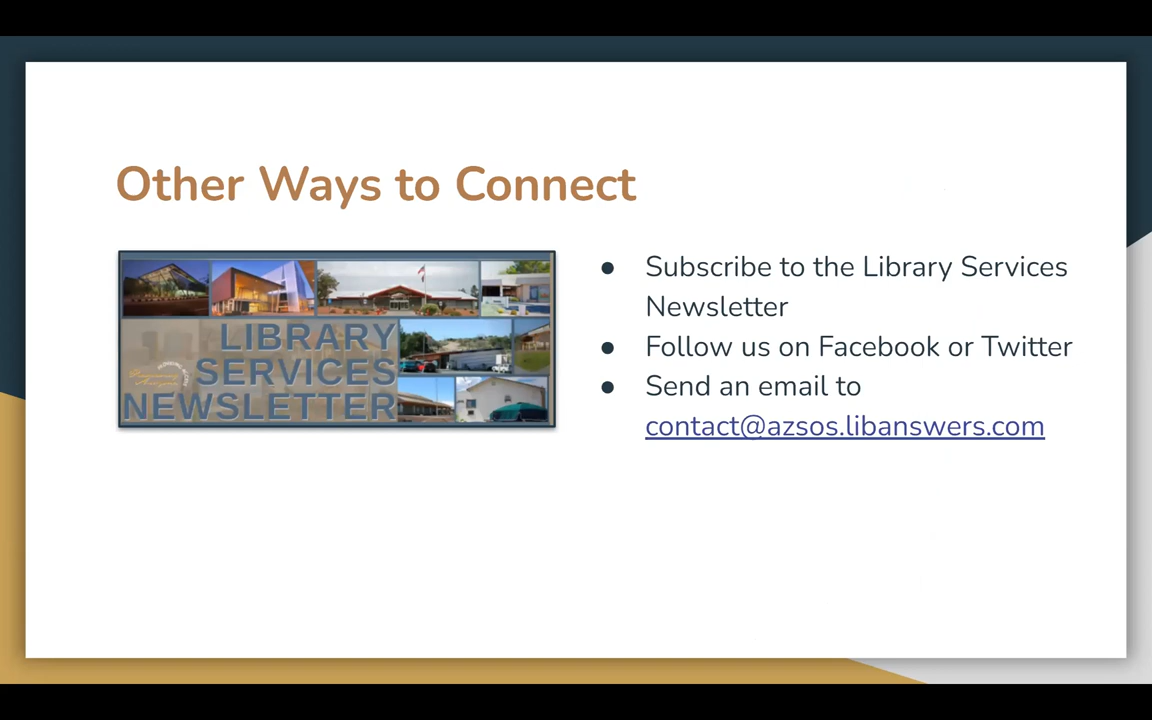 Other Ways to Connect
LIBRARY
SERVICES
NEWSLETTER
● Subscribe to the Library Services
Newsletter
● Follow us on Facebook or Twitter
● Send an email to
contact@azsos.libanswers.com